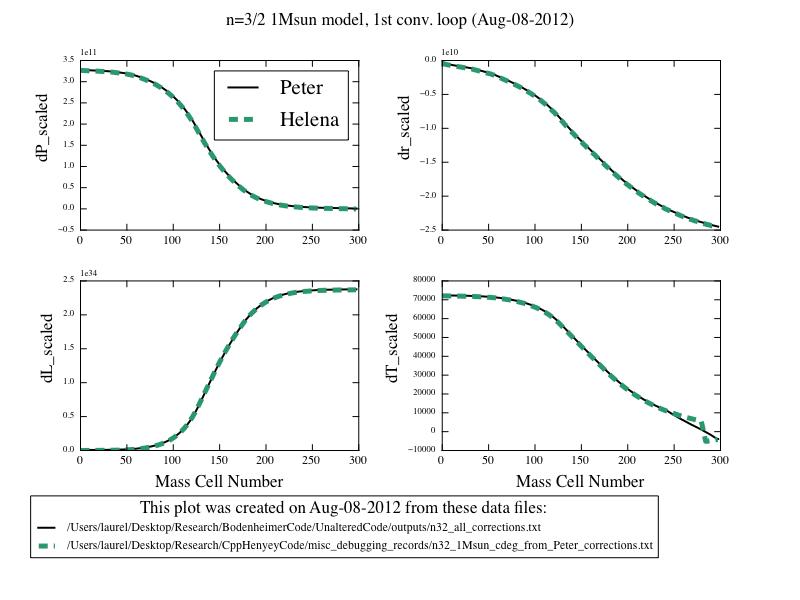 n=3/2 1Msun model, 1st conv. loop (Aug-08-2012)
1e11
3.5
3.0
2.5
2.0
1.5
1.0
0.5
0.0
−0.5
dP_scaled
Peter
Helena
0 50 100 150 200 250 300
1e10
0.0
−0.5
−1.0
−1.5
−2.0
−2.5
dr_scaled
0 50 100 150 200 250 300
1e34
2.5
2.0
1.5
1.0
0.5
0.0
dL_scaled
0 50 100 150 200 250 300
Mass Cell Number
80000
70000
60000
50000
40000
30000
20000
10000
0
−10000
dT_scaled
0 50 100 150 200 250 300
Mass Cell Number
This plot was created on Aug-08-2012 from these data files:
/Users/laurel/Desktop/Research/BodenheimerCode/UnalteredCode/outputs/n32_all_corrections.txt
/Users/laurel/Desktop/Research/CppHenyeyCode/misc_debugging_records/n32_1Msun_cdeg_from_Peter_corrections.txt